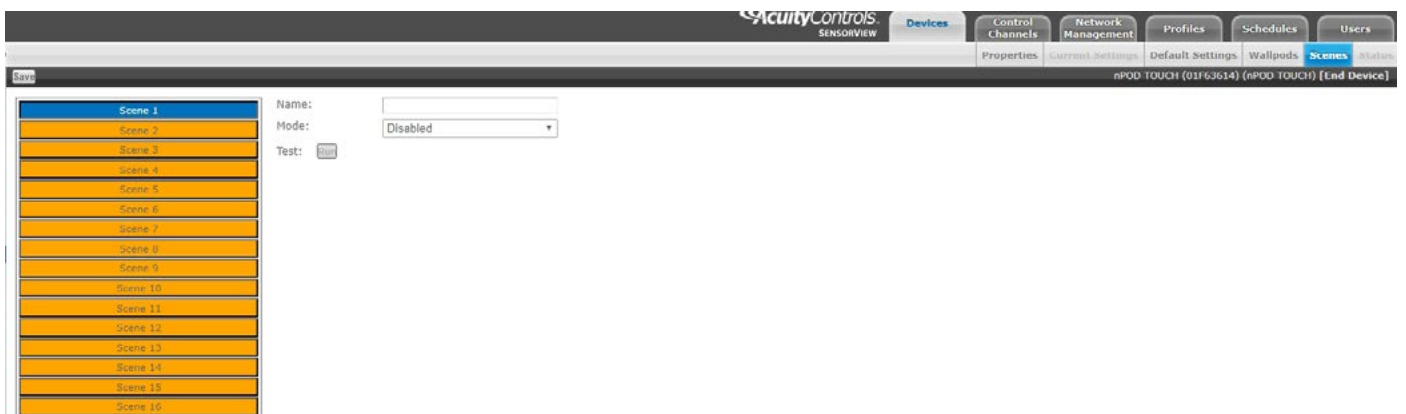 AcuityControls.
SENSORVIEW
Devices
Control Channels
Network Management
Profiles
Schedules
Users
Properties
Current Settings
Default Settings
Wallpods
Scenes
Status
Save
nPOD TOUCH (01F63614) (nPOD TOUCH) [End Device]
Scene 1
Scene 2
Scene 3
Scene 4
Scene 5
Scene 6
Scene 7
Scene 8
Scene 9
Scene 10
Scene 11
Scene 12
Scene 13
Scene 14
Scene 15
Scene 16
Name:
Mode: Disabled
Test: Run